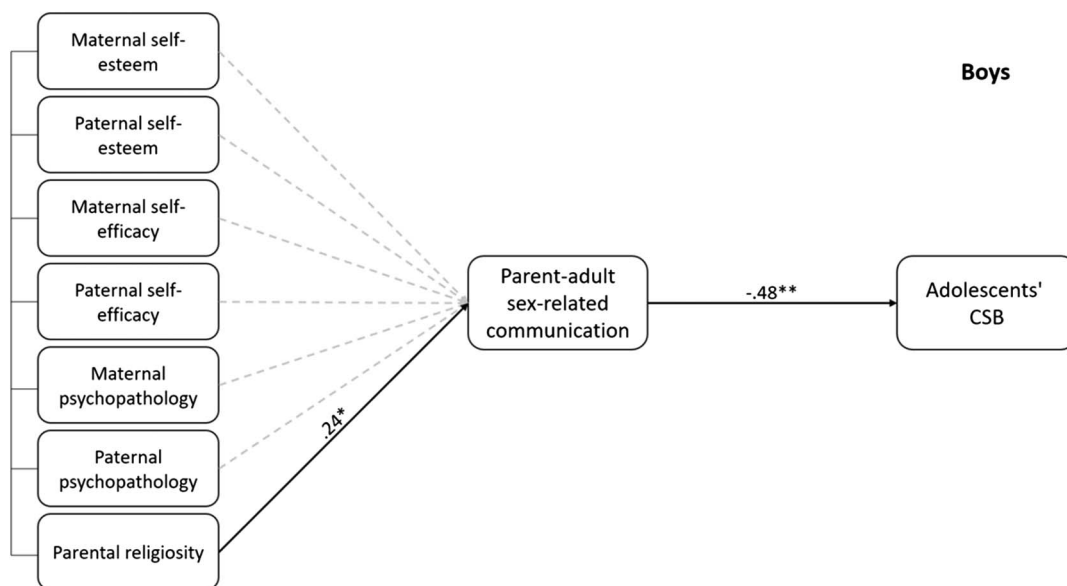 Maternal self-
esteem
Boys
Paternal self-
esteem
Maternal self-
efficacy
Paternal self-
efficacy
Parent-adult
sex-related
communication
-.48**
Adolescents'
CSB
Maternal
psychopathology
.24*
Paternal
psychopathology
Parental religiosity